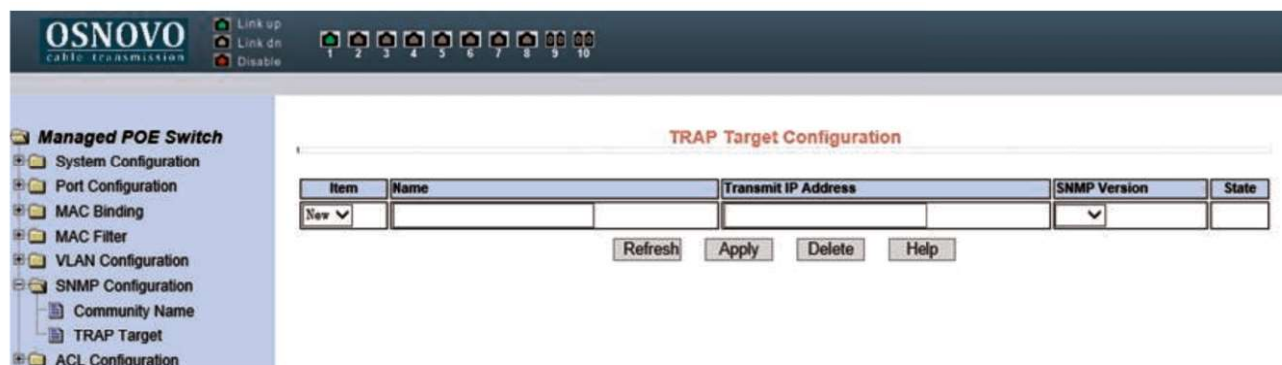 OSNOVO
cable transmission
Link up
Link dn
Disable
1 2 3 4 5 6 7 8 9 10
Managed POE Switch
System Configuration
Port Configuration
MAC Binding
MAC Filter
VLAN Configuration
SNMP Configuration
Community Name
TRAP Target
ACL Configuration
TRAP Target Configuration
Item Name Transmit IP Address SNMP Version State
New
Refresh Apply Delete Help